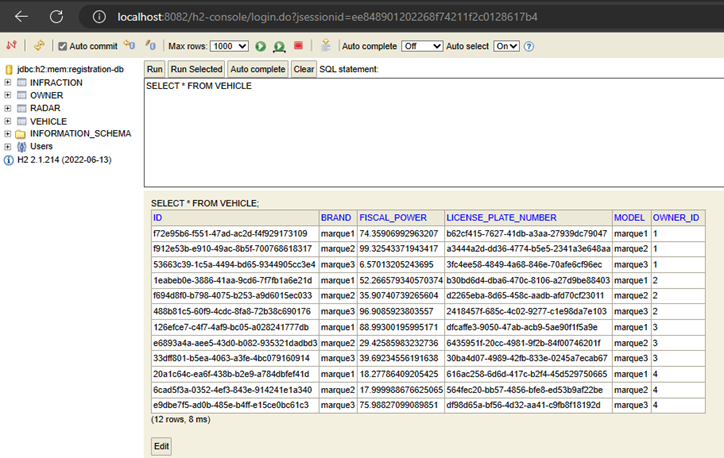 localhost:8082/h2-console/login.do?jsessionid=ee848901202268f74211f2c0128617b4
Auto commit Max rows: 1000 Auto complete Off Auto select On
jdbc:h2:mem:registration-db
INFRACTION
OWNER
RADAR
VEHICLE
INFORMATION_SCHEMA
Users
H2 2.1.214 (2022-06-13)
Run Run Selected Auto complete Clear SQL statement:
SELECT * FROM VEHICLE
SELECT * FROM VEHICLE;
ID BRAND FISCAL_POWER LICENSE_PLATE_NUMBER MODEL OWNER_ID
f72e95b6-f551-47ad-ac2d-f4f929173109 marque1 74.35906992963207 b62cf415-7627-41db-a3aa-27939dc79047 marque1 1
f912e53b-e910-49ac-8b5f-700768618317 marque2 99.32543371943417 a3444a2d-dd36-4774-b5e5-2341a3e648aa marque2 1
53663c39-1c5a-4494-bd65-9344905cc3e4 marque3 6.57013205243695 3fc4ee58-4849-4a68-846e-70afe6cf96ec marque3 1
1eabeb0e-3886-41aa-9cd6-7f7fb1a6e21d marque1 52.266579340570374 b30bd6d4-dba6-470c-8106-a27d9be88403 marque1 2
f694d8f0-b798-4075-b253-a9d6015ec033 marque2 35.90740739265604 d2265eba-8d65-458c-aadb-afd70cf23011 marque2 2
488b81c5-60f9-4cdc-8fa8-72b38c690176 marque3 96.9085923803557 2418457f-685c-4c02-9277-c1e98da7e103 marque3 2
126efce7-c4f7-4af9-bc05-a028241777db marque1 88.99300195995171 dfcaffe3-9050-47ab-acb9-5ae90f1f5a9e marque1 3
e6893a4a-aee5-43d0-b082-935321dadbd3 marque2 29.42585983232736 6435951f-20cc-4981-9f2b-84f00746201f marque2 3
33dff801-b5ea-4063-a3fe-4bc079160914 marque3 39.69234556191638 30ba4d07-4989-42fb-833e-0245a7ecab67 marque3 3
20a1c64c-ea6f-438b-b2e9-a784dbfef41d marque1 18.27786409205425 616ac258-6d6d-417c-b2f4-45d529750665 marque1 4
6cad5f3a-0352-4ef3-843e-914241e1a340 marque2 17.999988676625065 564fec20-bb57-4856-bfe8-ed53b9af22be marque2 4
e9dbe7f5-ad0b-485e-b4ff-e15ce0bc61c3 marque3 75.98827099089851 df98d65a-bf56-4d32-aa41-c9fb8f18192d marque3 4
(12 rows, 8 ms)
Edit